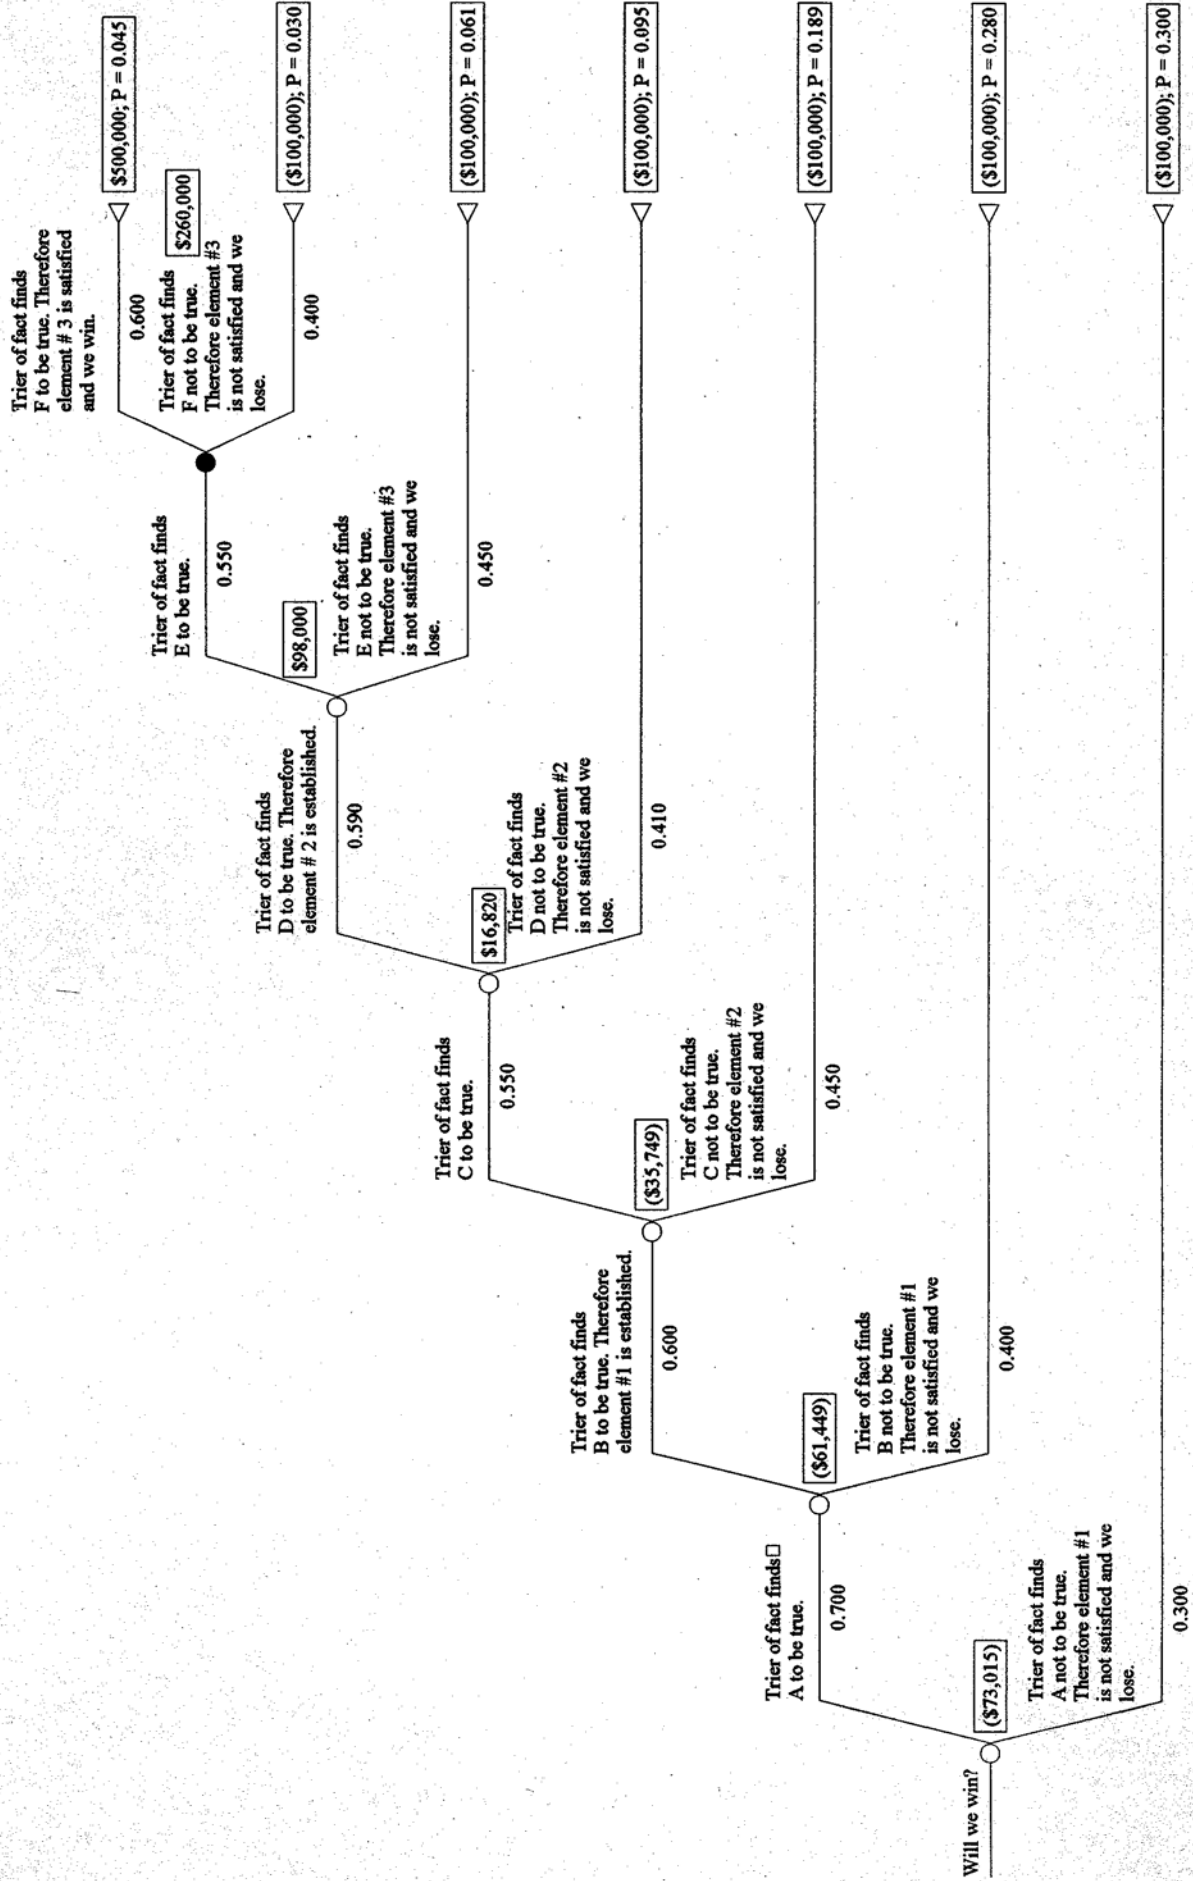 Will we win?
($73,015)
Trier of fact finds□
A to be true.
0.700
Trier of fact finds
A not to be true.
Therefore element #1
is not satisfied and we
lose.
0.300
($100,000); P = 0.300
($61,449)
Trier of fact finds
B to be true. Therefore
element #1 is established.
0.600
Trier of fact finds
B not to be true.
Therefore element #1
is not satisfied and we
lose.
0.400
($100,000); P = 0.280
($35,749)
Trier of fact finds
C to be true.
0.550
Trier of fact finds
C not to be true.
Therefore element #2
is not satisfied and we
lose.
0.450
($100,000); P = 0.189
$16,820
Trier of fact finds
D to be true. Therefore
element # 2 is established.
0.590
Trier of fact finds
D not to be true.
Therefore element #2
is not satisfied and we
lose.
0.410
($100,000); P = 0.095
$98,000
Trier of fact finds
E to be true.
0.550
Trier of fact finds
E not to be true.
Therefore element #3
is not satisfied and we
lose.
0.450
($100,000); P = 0.061
$260,000
Trier of fact finds
F to be true. Therefore
element # 3 is satisfied
and we win.
0.600
$500,000; P = 0.045
Trier of fact finds
F not to be true.
Therefore element #3
is not satisfied and we
lose.
0.400
($100,000); P = 0.030